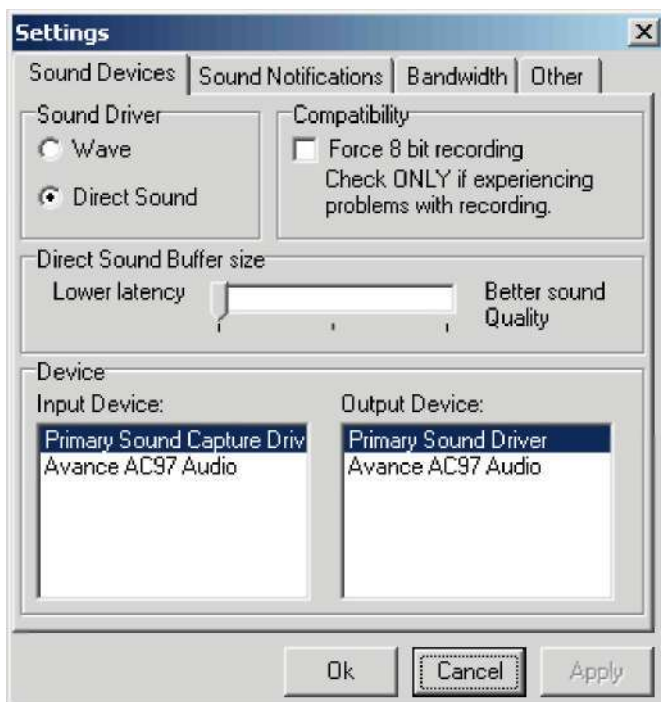 Settings
Sound Devices
Sound Notifications
Bandwidth
Other
Sound Driver
Wave
Direct Sound
Compatibility
Force 8 bit recording
Check ONLY if experiencing
problems with recording.
Direct Sound Buffer size
Lower latency
Better sound
Quality
Device
Input Device:
Primary Sound Capture Driv
Avance AC97 Audio
Output Device:
Primary Sound Driver
Avance AC97 Audio
Ok
Cancel
Apply